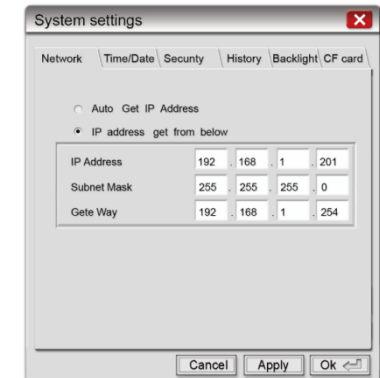 System settings
Network Time/Date Securıty History Backlight CF card
Auto Get IP Address
IP address get from below
IP Address 192 . 168 . 1 . 201
Subnet Mask 255 . 255 . 255 . 0
Gete Way 192 . 168 . 1 . 254
Cancel Apply Ok